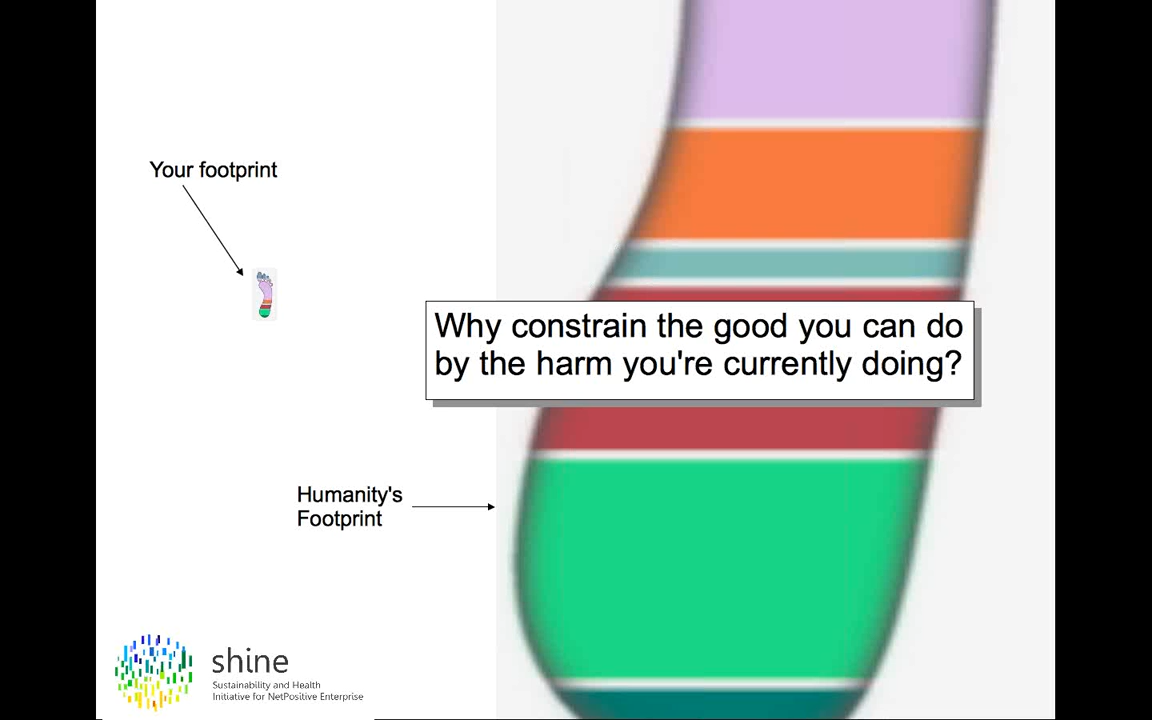 Your footprint
Why constrain the good you can do
by the harm you're currently doing?
Humanity's
Footprint
shine
Sustainability and Health
Initiative for NetPositive Enterprise